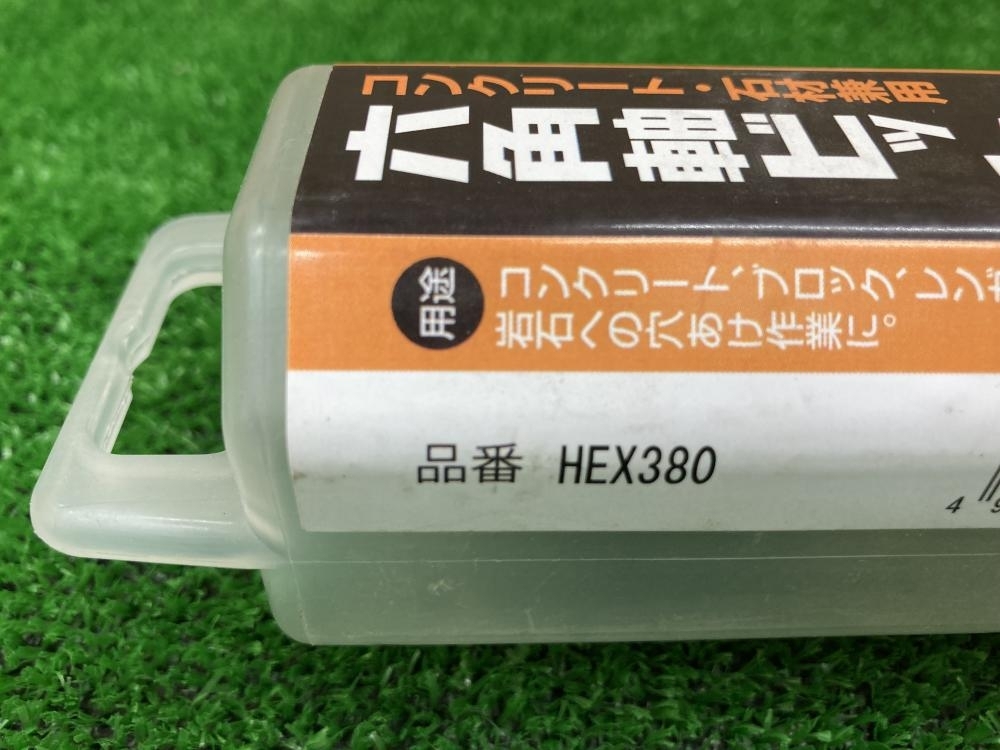 コンクリート・石材兼用
六角軸ビッ
用途
コンクリート、ブロック、レン
岩石への穴あけ作業に。
品番 HEX380
4 9